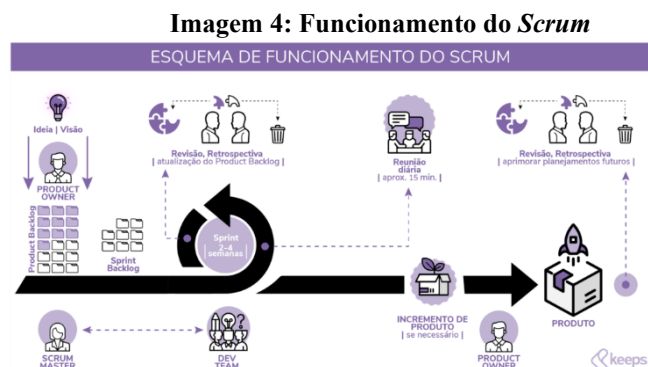 Imagem 4: Funcionamento do Scrum
ESQUEMA DE FUNCIONAMENTO DO SCRUM
Ideia | Visão
PRODUCT
OWNER
Product Backlog
Sprint
Backlog
Revisão, Retrospectiva
| atualização do Product Backlog |
Sprint
2-4
semanas
Reunião
diária
| aprox. 15 min. |
Revisão, Retrospectiva
| aprimorar planejamentos futuros |
INCREMENTO DE
PRODUTO
| se necessário |
PRODUCT
OWNER
PRODUTO
SCRUM
MASTER
DEV
TEAM
keeps